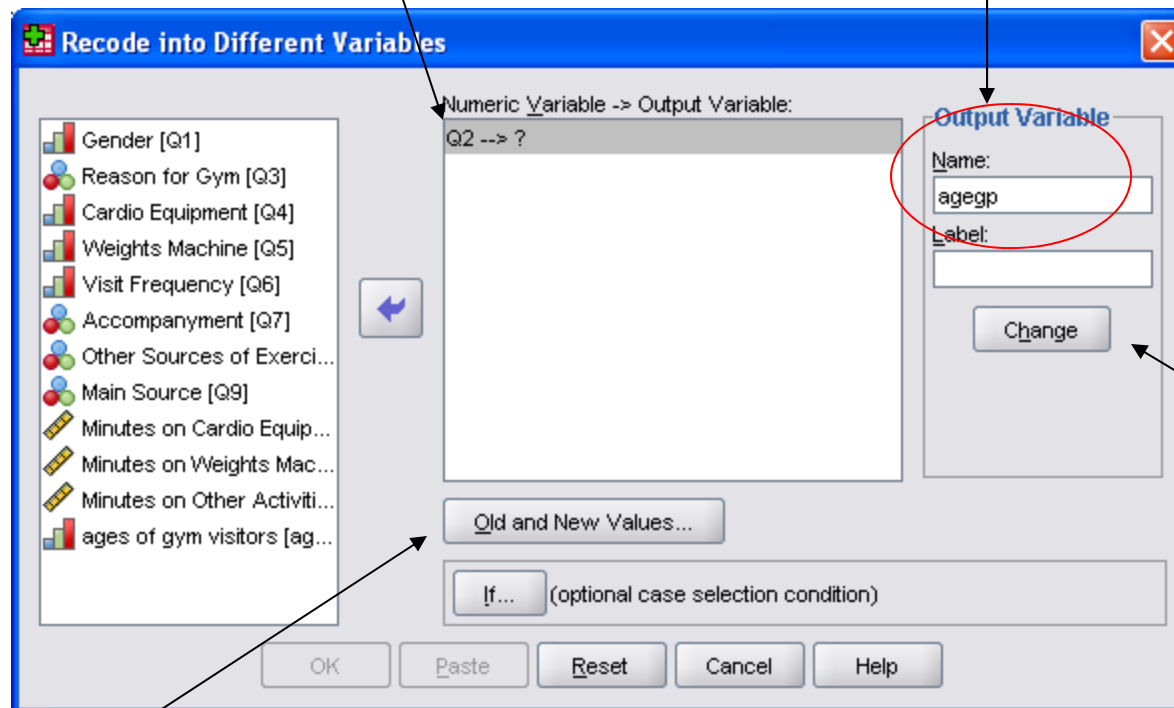 Recode into Different Variables
Numeric Variable -> Output Variable:
Q2 --> ?
Gender [Q1]
Reason for Gym [Q3]
Cardio Equipment [Q4]
Weights Machine [Q5]
Visit Frequency [Q6]
Accompanyment [Q7]
Other Sources of Exerci...
Main Source [Q9]
Minutes on Cardio Equip...
Minutes on Weights Mac...
Minutes on Other Activiti...
ages of gym visitors [ag...
Output Variable
Name:
agegp
Label:
Change
Old and New Values...
If... (optional case selection condition)
OK Paste Reset Cancel Help